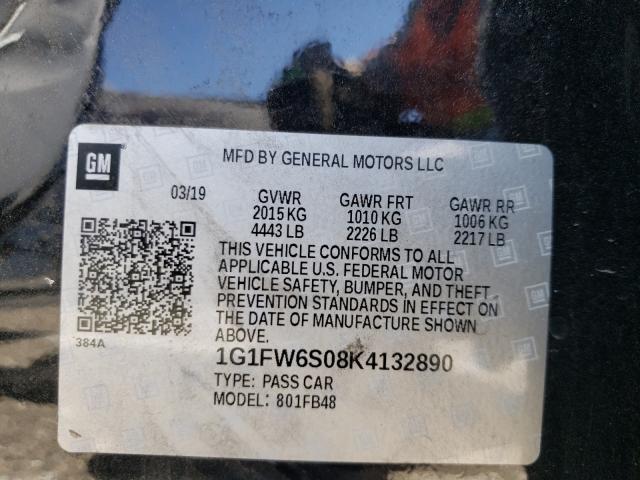 GM
MFD BY GENERAL MOTORS LLC
03/19
GVWR
2015 KG
4443 LB
GAWR FRT
1010 KG
2226 LB
GAWR RR
1006 KG
2217 LB
THIS VEHICLE CONFORMS TO ALL
APPLICABLE U.S. FEDERAL MOTOR
VEHICLE SAFETY, BUMPER, AND THEFT
PREVENTION STANDARDS IN EFFECT ON
THE DATE OF MANUFACTURE SHOWN
ABOVE.
384A
1G1FW6S08K4132890
TYPE: PASS CAR
MODEL: 801FB48